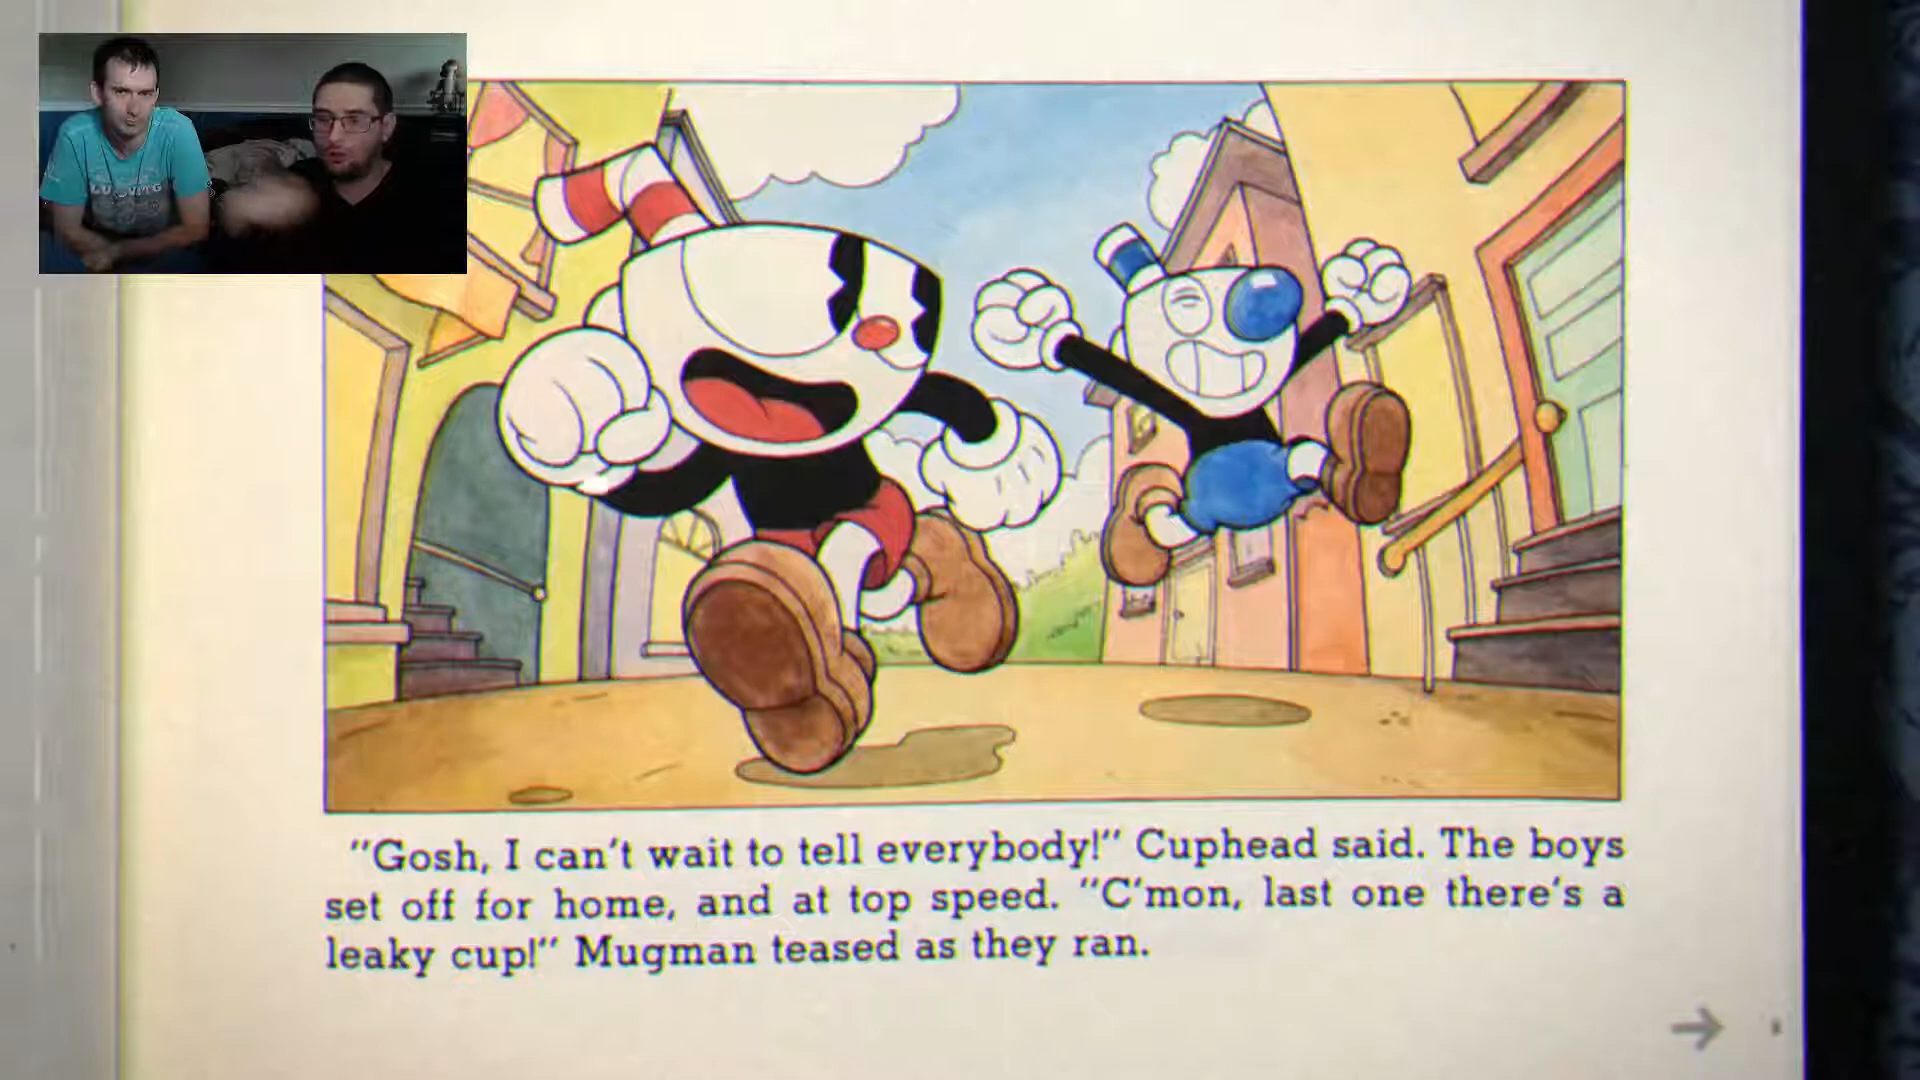 "Gosh, I can't wait to tell everybody!" Cuphead said. The boys
set off for home, and at top speed. "C'mon, last one there's a
leaky cup!" Mugman teased as they ran.